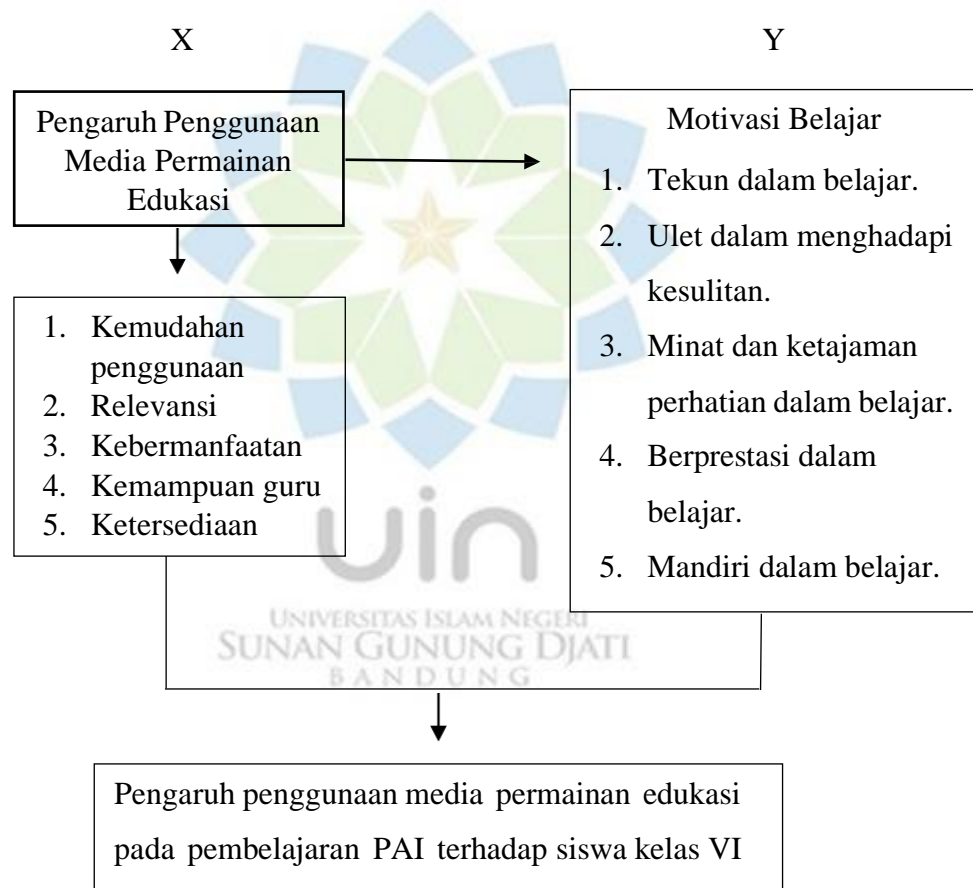 X
Y
Pengaruh Penggunaan
Media Permainan
Edukasi
Motivasi Belajar
1. Tekun dalam belajar.
2. Ulet dalam menghadapi
kesulitan.
3. Minat dan ketajaman
perhatian dalam belajar.
4. Berprestasi dalam
belajar.
5. Mandiri dalam belajar.
1. Kemudahan
penggunaan
2. Relevansi
3. Kebermanfaatan
4. Kemampuan guru
5. Ketersediaan
uin
UNIVERSITAS ISLAM NEGERI
SUNAN GUNUNG DJATI
BANDUNG
Pengaruh penggunaan media permainan edukasi
pada pembelajaran PAI terhadap siswa kelas VI